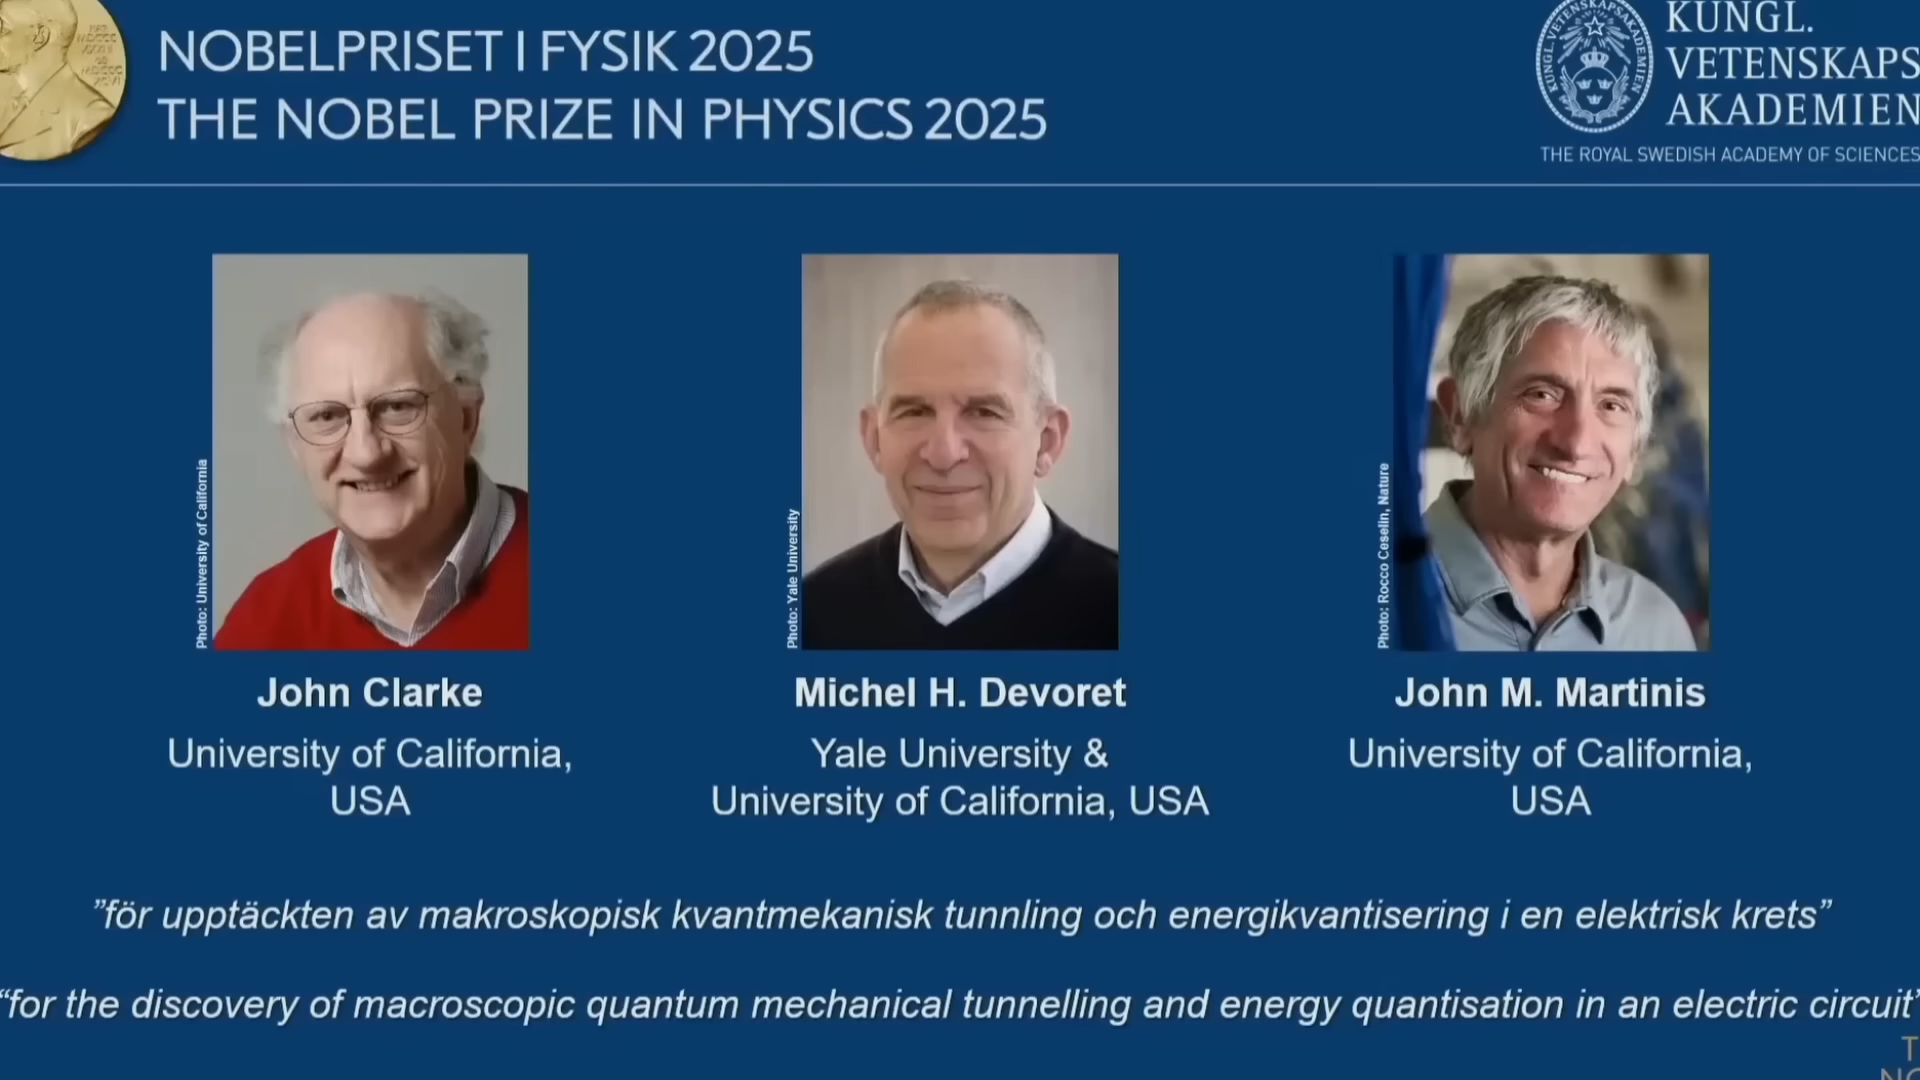 NOBELPRISET I FYSIK 2025
THE NOBEL PRIZE IN PHYSICS 2025
KUNGL.
VETENSKAPS
AKADEMIEN
THE ROYAL SWEDISH ACADEMY OF SCIENCES
KUNGL. VETENSKAPSAKADEMIEN
Photo: University of California
Photo: Yale University
Photo: Rocco Ceselin, Nature
John Clarke
University of California,
USA
Michel H. Devoret
Yale University &
University of California, USA
John M. Martinis
University of California,
USA
”för upptäckten av makroskopisk kvantmekanisk tunnling och energikvantisering i en elektrisk krets”
“for the discovery of macroscopic quantum mechanical tunnelling and energy quantisation in an electric circuit”